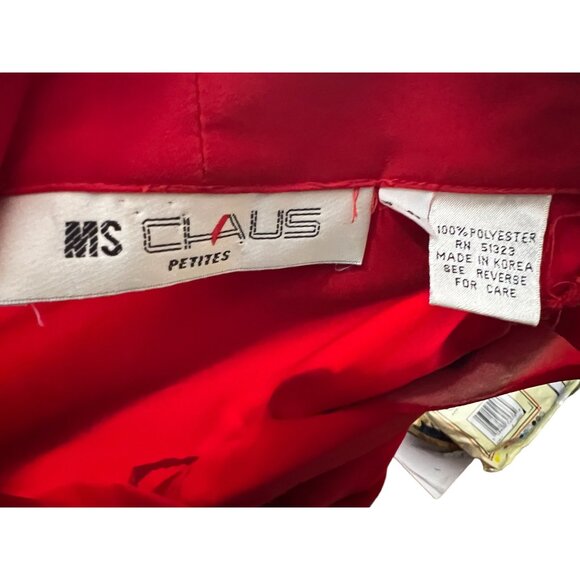 MS CHAUS
PETITES
100% POLYESTER
RN 51323
MADE IN KOREA
SEE REVERSE
FOR CARE